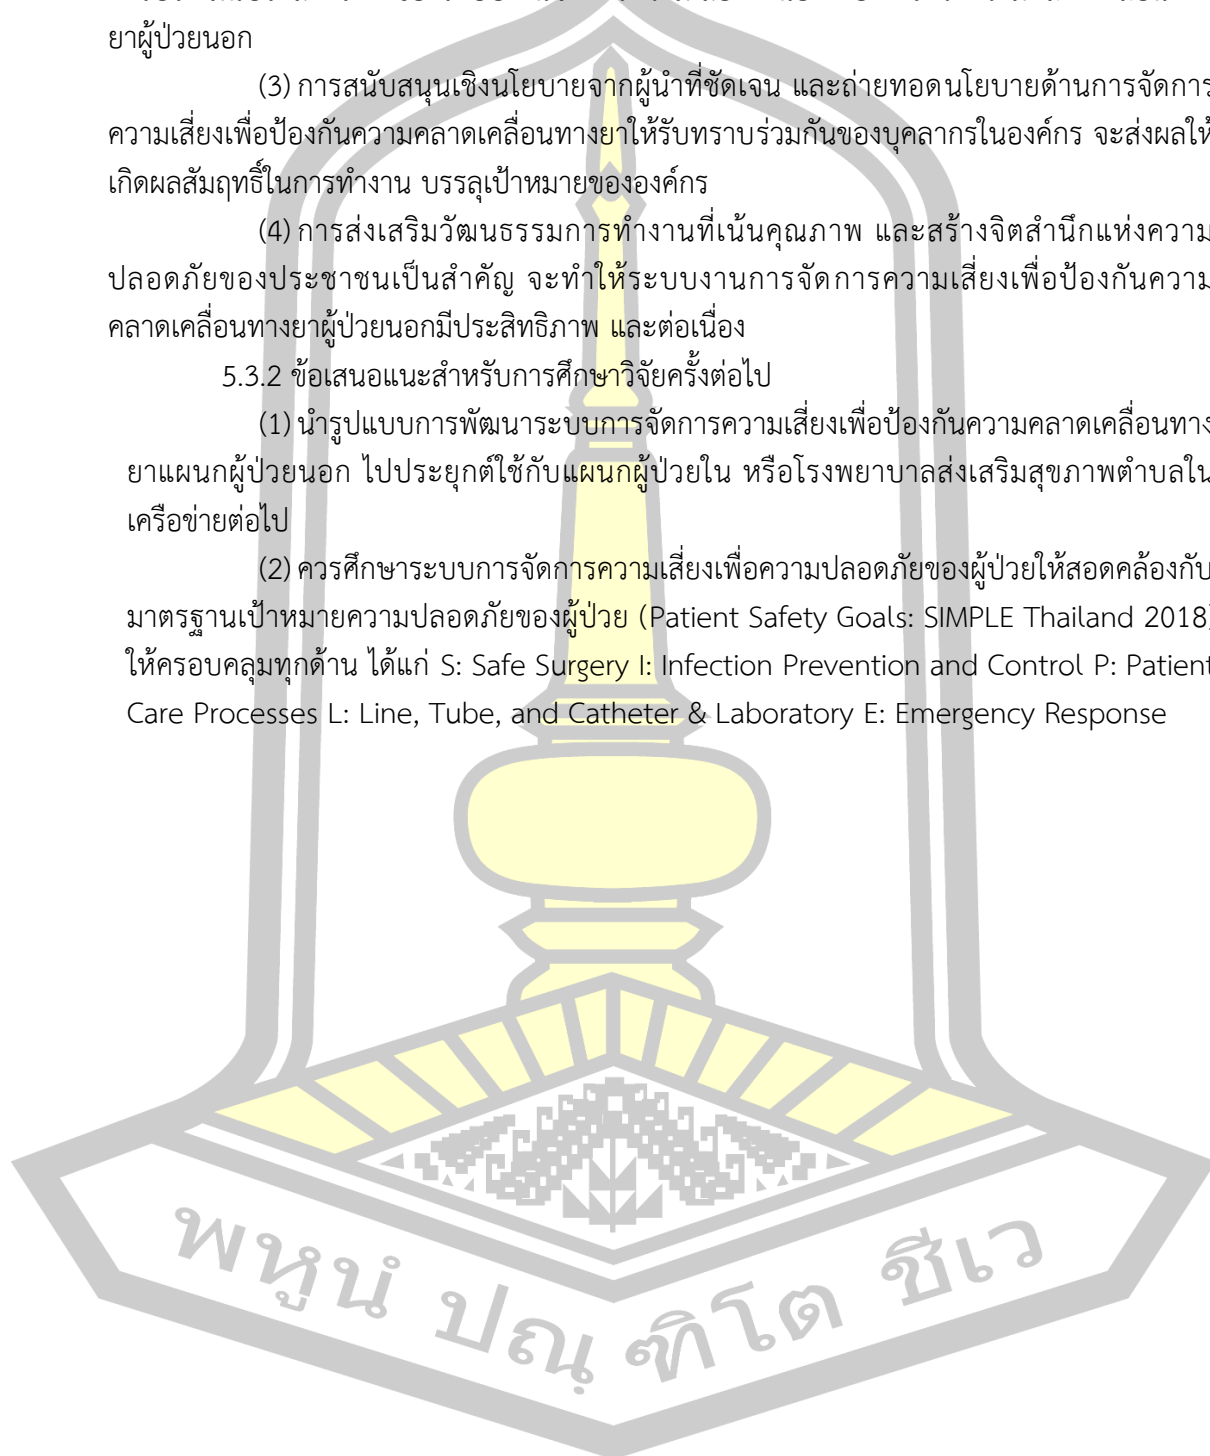 ยาผู้ป่วยนอก
(3) การสนับสนุนเชิงนโยบายจากผู้นำที่ชัดเจน และถ่ายทอดนโยบายด้านการจัดการ
ความเสี่ยงเพื่อป้องกันความคลาดเคลื่อนทางยาให้รับทราบร่วมกันของบุคลากรในองค์กร จะส่งผลให้
เกิดผลสัมฤทธิ์ในการทำงาน บรรลุเป้าหมายขององค์กร
(4) การส่งเสริมวัฒนธรรมการทำงานที่เน้นคุณภาพ และสร้างจิตสำนึกแห่งความ
ปลอดภัยของประชาชนเป็นสำคัญ จะทำให้ระบบงานการจัดการความเสี่ยงเพื่อป้องกันความ
คลาดเคลื่อนทางยาผู้ป่วยนอกมีประสิทธิภาพ และต่อเนื่อง
5.3.2 ข้อเสนอแนะสำหรับการศึกษาวิจัยครั้งต่อไป
(1) นำรูปแบบการพัฒนาระบบการจัดการความเสี่ยงเพื่อป้องกันความคลาดเคลื่อนทาง
ยาแผนกผู้ป่วยนอก ไปประยุกต์ใช้กับแผนกผู้ป่วยใน หรือโรงพยาบาลส่งเสริมสุขภาพตำบลใน
เครือข่ายต่อไป
(2) ควรศึกษาระบบการจัดการความเสี่ยงเพื่อความปลอดภัยของผู้ป่วยให้สอดคล้องกับ
มาตรฐานเป้าหมายความปลอดภัยของผู้ป่วย (Patient Safety Goals: SIMPLE Thailand 2018)
ให้ครอบคลุมทุกด้าน ได้แก่ S: Safe Surgery I: Infection Prevention and Control P: Patient
Care Processes L: Line, Tube, and Catheter & Laboratory E: Emergency Response
พหูนํ ปณฺฑิโต ชีเว